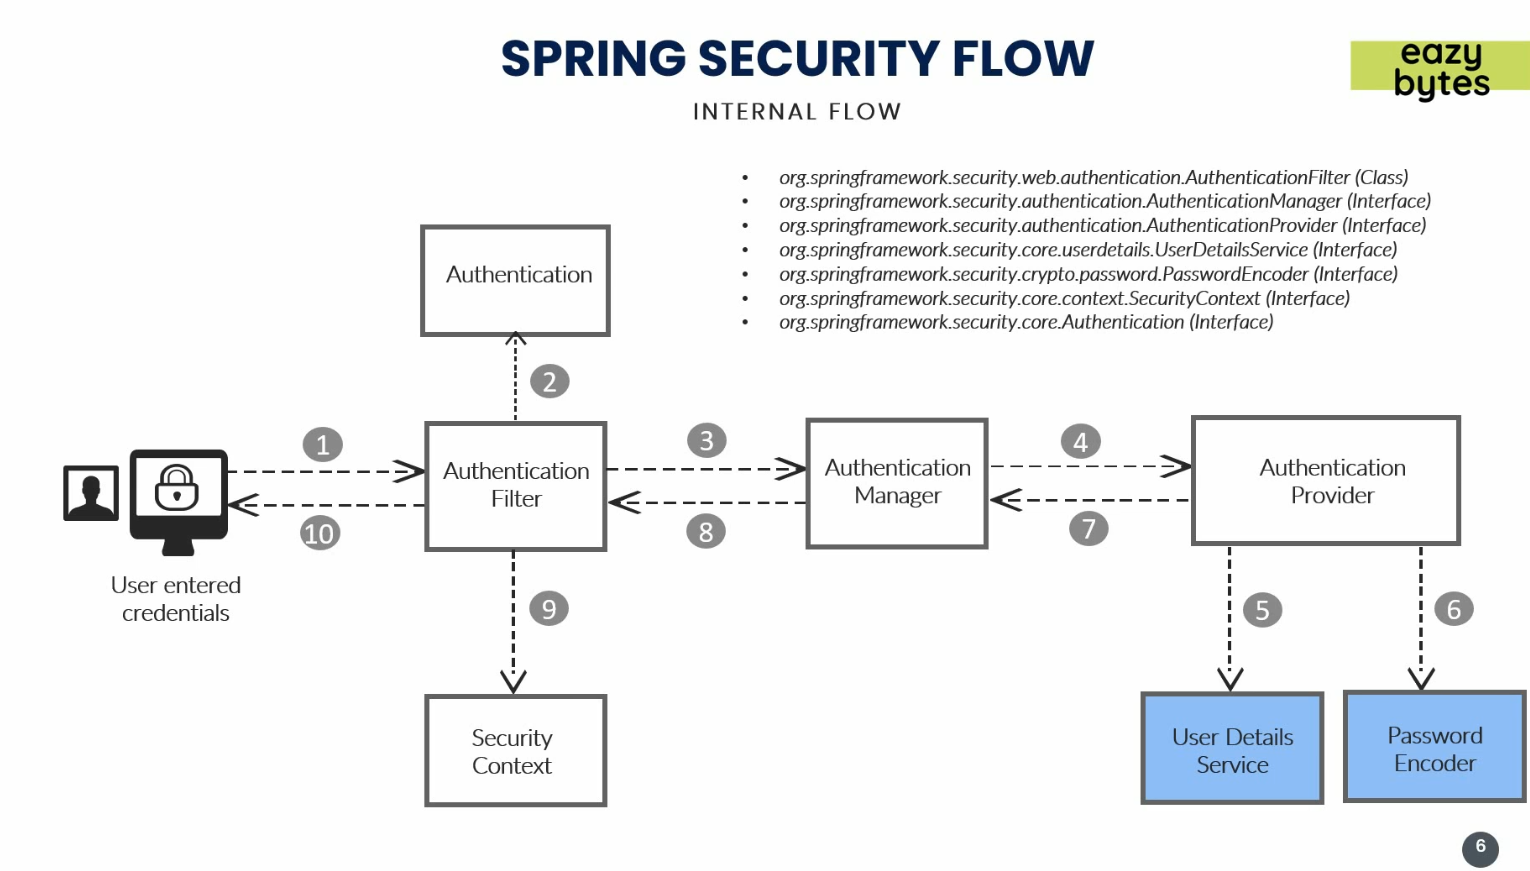 SPRING SECURITY FLOW
INTERNAL FLOW
eazy
bytes
• org.springframework.security.web.authentication.AuthenticationFilter (Class)
• org.springframework.security.authentication.AuthenticationManager (Interface)
• org.springframework.security.authentication.AuthenticationProvider (Interface)
• org.springframework.security.core.userdetails.UserDetailsService (Interface)
• org.springframework.security.crypto.password.PasswordEncoder (Interface)
• org.springframework.security.core.context.SecurityContext (Interface)
• org.springframework.security.core.Authentication (Interface)
Authentication
2
1
3
4
Authentication
Filter
Authentication
Manager
Authentication
Provider
10
8
7
User entered
credentials
9
5
6
Security
Context
User Details
Service
Password
Encoder
6